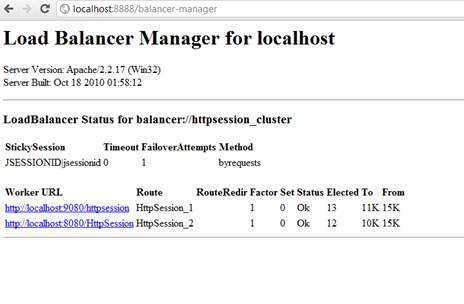 localhost:8888/balancer-manager
Load Balancer Manager for localhost
Server Version: Apache/2.2.17 (Win32)
Server Built: Oct 18 2010 01:58:12
LoadBalancer Status for balancer://httpsession_cluster
StickySession Timeout FailoverAttempts Method
JSESSIONID|jsessionid 0 1 byrequests
Worker URL Route RouteRedir Factor Set Status Elected To From
http://localhost:9080/httpsession HttpSession_1 1 0 Ok 13 11K 15K
http://localhost:8080/HttpSession HttpSession_2 1 0 Ok 12 10K 15K